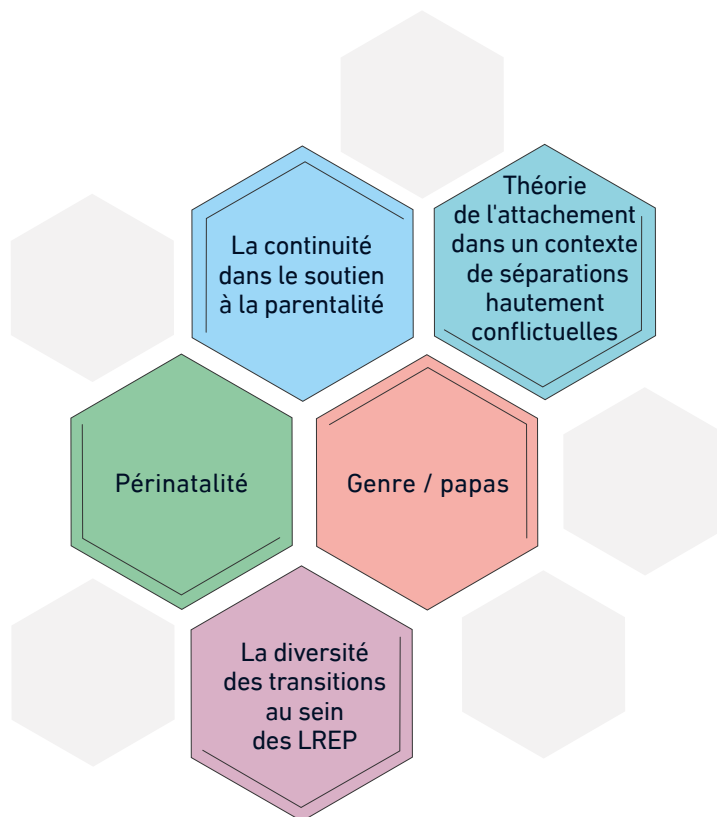 La continuité
dans le soutien
à la parentalité
Théorie
de l'attachement
dans un contexte
de séparations
hautement
conflictuelles
Périnatalité
Genre / papas
La diversité
des transitions
au sein
des LREP